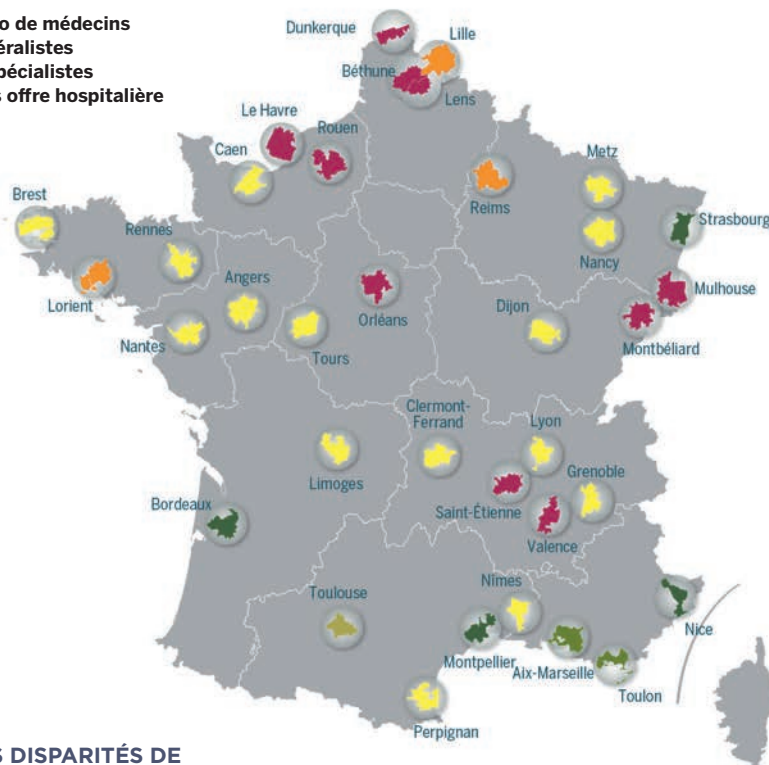 o de médecins
éralistes
pécialistes
s offre hospitalière
Dunkerque
Lille
Béthune
Lens
Le Havre
Rouen
Caen
Metz
Brest
Reims
Strasbourg
Rennes
Nancy
Angers
Lorient
Orléans
Mulhouse
Dijon
Nantes
Tours
Montbéliard
Clermont-
Ferrand
Lyon
Grenoble
Limoges
Bordeaux
Saint-Étienne
Valence
Toulouse
Nîmes
Nice
Montpellier
Aix-Marseille
Toulon
Perpignan
S DISPARITÉS DE